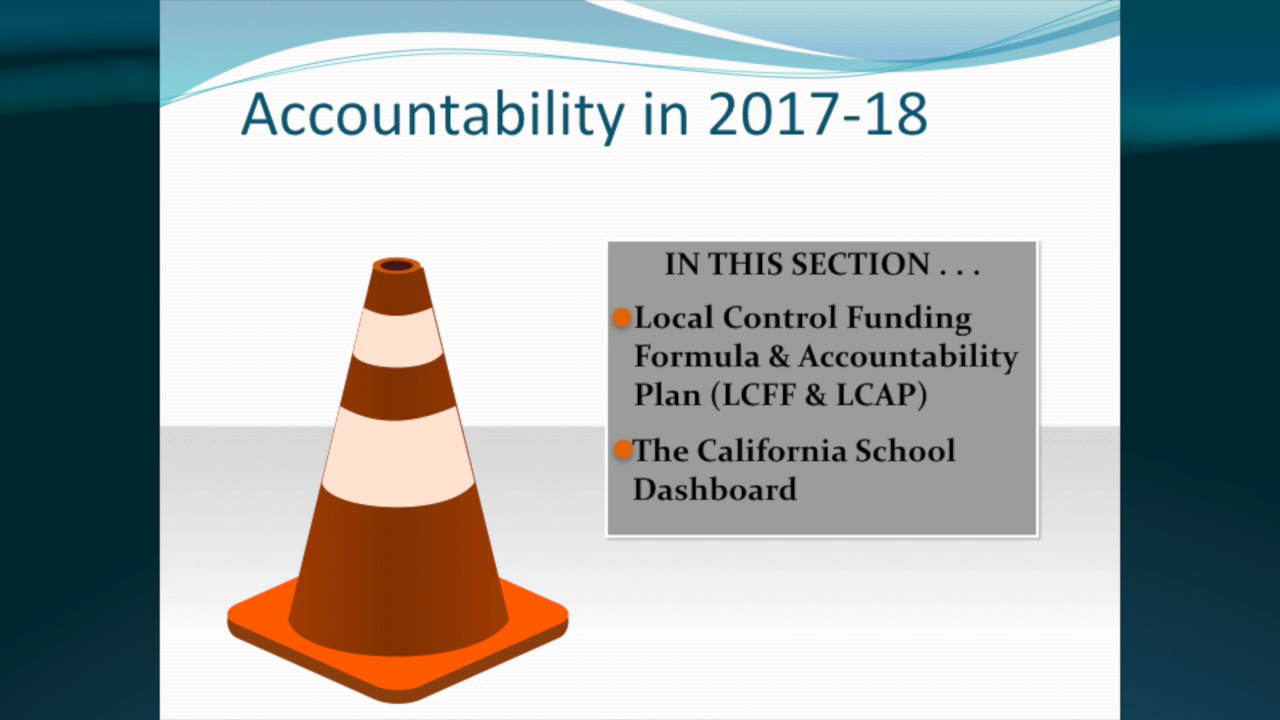 Accountability in 2017-18
IN THIS SECTION . . .
Local Control Funding
Formula & Accountability
Plan (LCFF & LCAP)
The California School
Dashboard